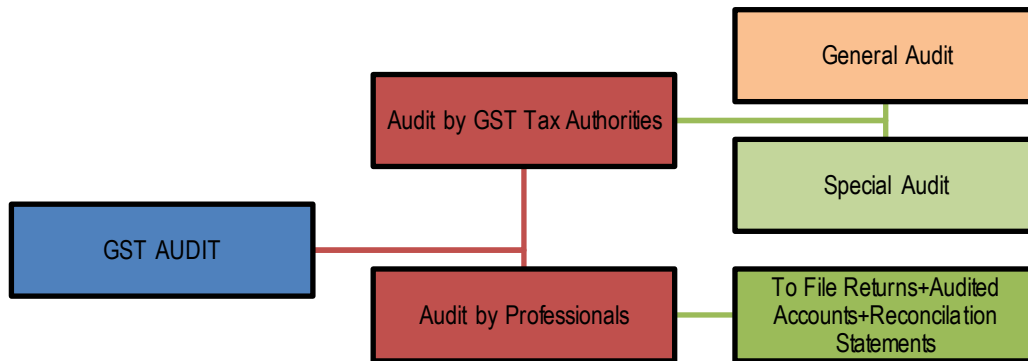 General Audit
Audit by GST Tax Authorities
Special Audit
GST AUDIT
Audit by Professionals
To File Returns+Audited
Accounts+Reconcilation
Statements